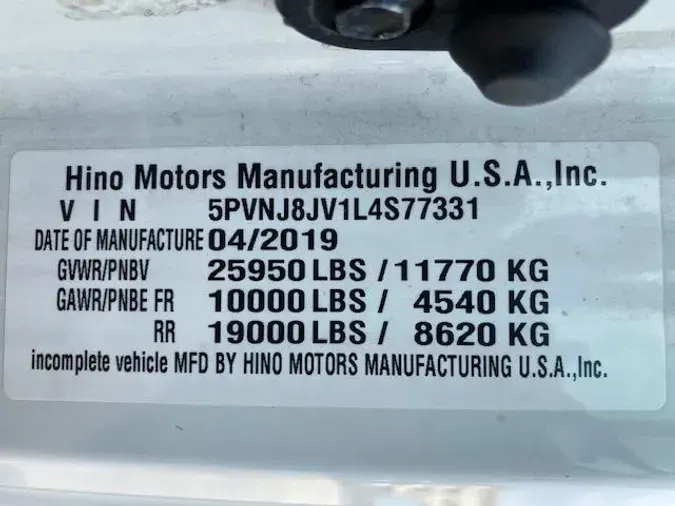 Hino Motors Manufacturing U.S.A.,Inc.
V I N 5PVNJ8JV1L4S77331
DATE OF MANUFACTURE 04/2019
GVWR/PNBV 25950 LBS / 11770 KG
GAWR/PNBE FR 10000 LBS / 4540 KG
RR 19000 LBS / 8620 KG
incomplete vehicle MFD BY HINO MOTORS MANUFACTURING U.S.A.,Inc.